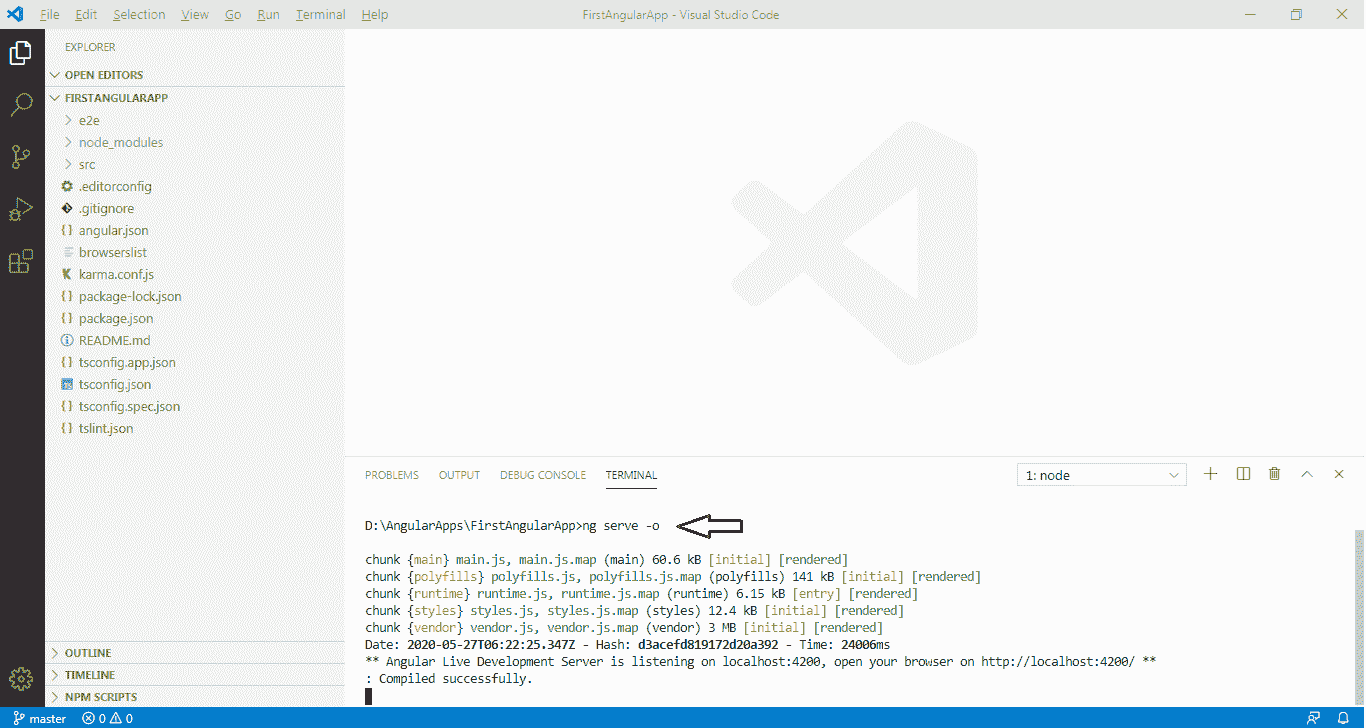 File Edit Selection View Go Run Terminal Help FirstAngularApp - Visual Studio Code
EXPLORER
OPEN EDITORS
FIRSTANGULARAPP
e2e
node_modules
src
.editorconfig
.gitignore
{} angular.json
browserslist
K karma.conf.js
{} package-lock.json
{} package.json
README.md
{} tsconfig.app.json
tsconfig.json
{} tsconfig.spec.json
{} tslint.json
OUTLINE
TIMELINE
NPM SCRIPTS
PROBLEMS OUTPUT DEBUG CONSOLE TERMINAL 1: node
D:\AngularApps\FirstAngularApp>ng serve -o
chunk {main} main.js, main.js.map (main) 60.6 kB [initial] [rendered]
chunk {polyfills} polyfills.js, polyfills.js.map (polyfills) 141 kB [initial] [rendered]
chunk {runtime} runtime.js, runtime.js.map (runtime) 6.15 kB [entry] [rendered]
chunk {styles} styles.js, styles.js.map (styles) 12.4 kB [initial] [rendered]
chunk {vendor} vendor.js, vendor.js.map (vendor) 3 MB [initial] [rendered]
Date: 2020-05-27T06:22:25.347Z - Hash: d3acefd819172d20a392 - Time: 24006ms
** Angular Live Development Server is listening on localhost:4200, open your browser on http://localhost:4200/ **
: Compiled successfully.
master 0 0